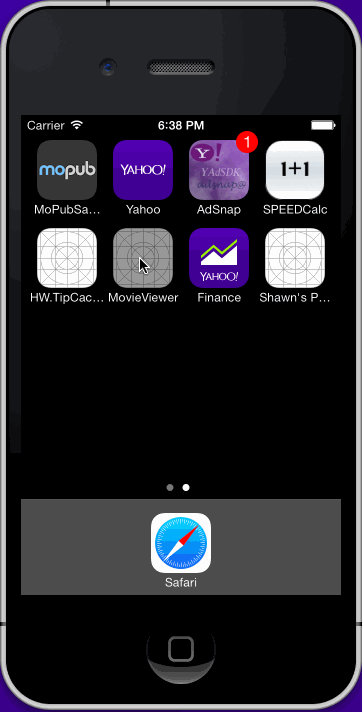 Carrier 6:38 PM
mopub YAHOO! Y! YAdSDK adsnap@ 1 1+1
MoPubSa... Yahoo AdSnap SPEEDCalc
YAHOO!
HW.TipCac... MovieViewer Finance Shawn's P...
Safari